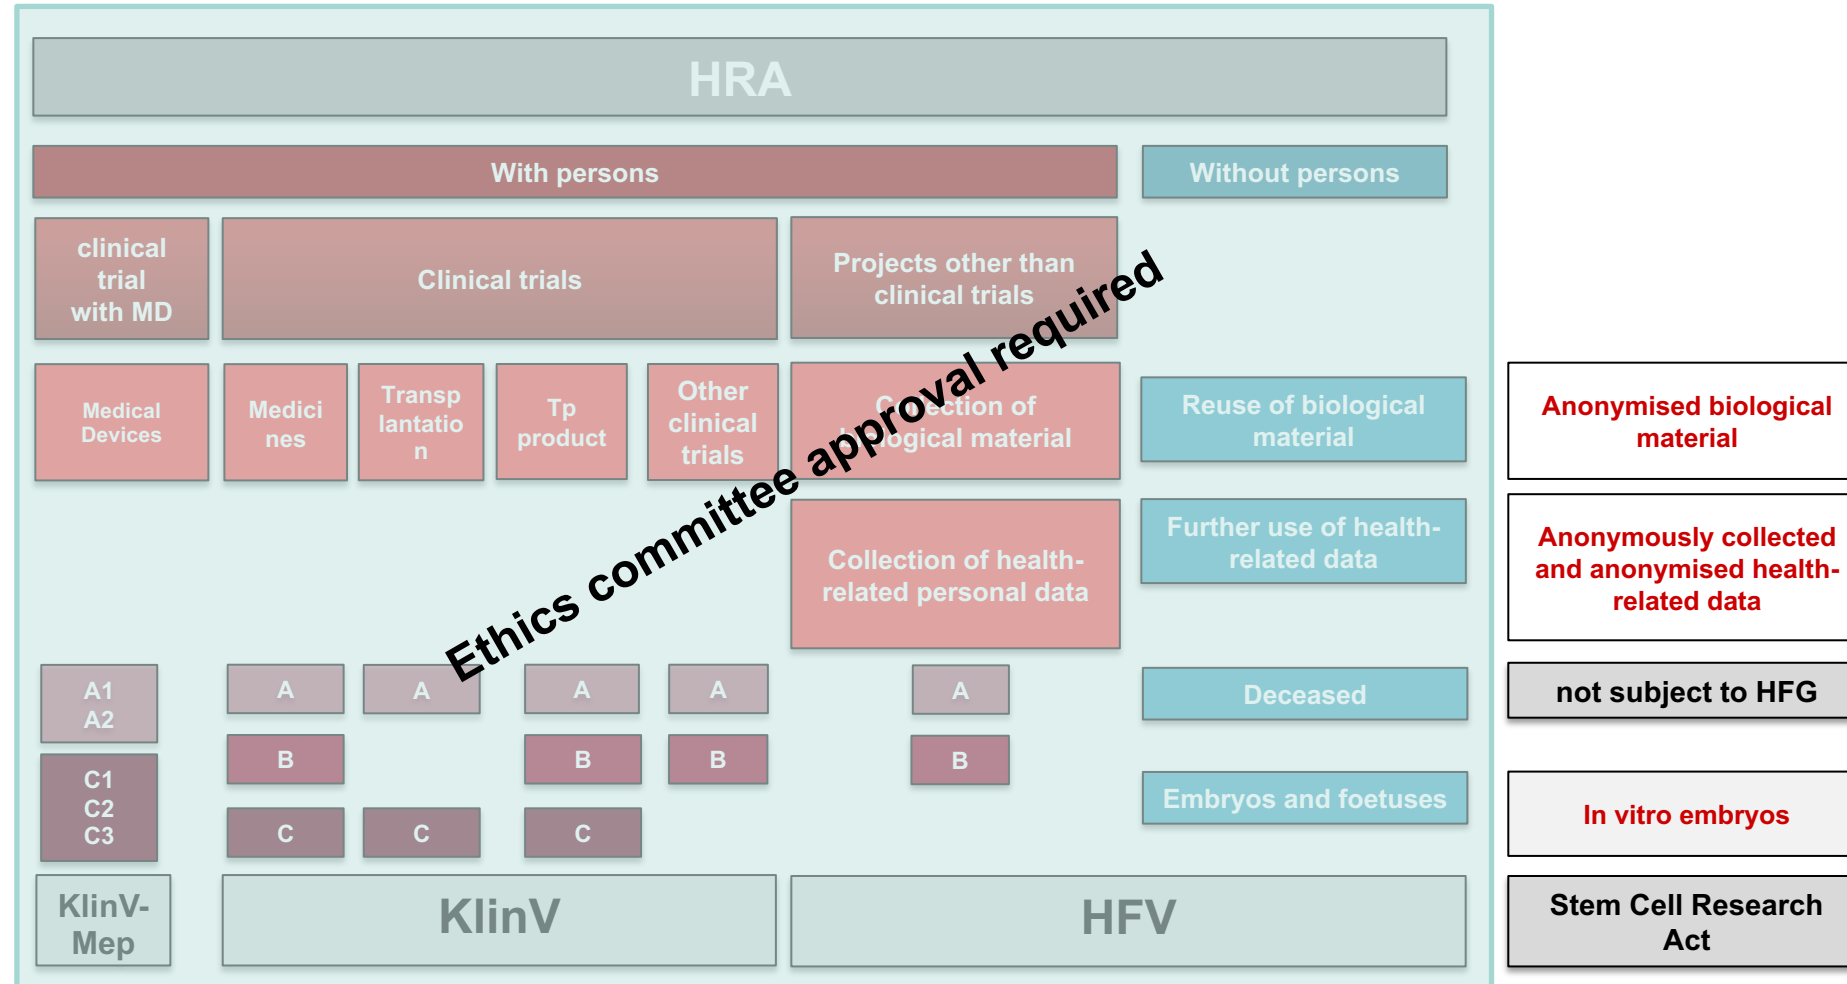 HRA
With persons
Without persons
clinical
trial
with MD
Clinical trials
Projects other than
clinical trials
Medical
Devices
Medici
nes
Transp
lantatio
n
Tp
product
Other
clinical
trials
Collection of
biological material
Reuse of biological
material
Anonymised biological
material
Ethics committee approval required
Collection of health-
related personal data
Further use of health-
related data
Anonymously collected
and anonymised health-
related data
A1
A2
A
A
A
A
A
Deceased
not subject to HFG
B
B
B
B
C1
C2
C3
C
C
C
Embryos and foetuses
In vitro embryos
KlinV-
Mep
KlinV
HFV
Stem Cell Research
Act